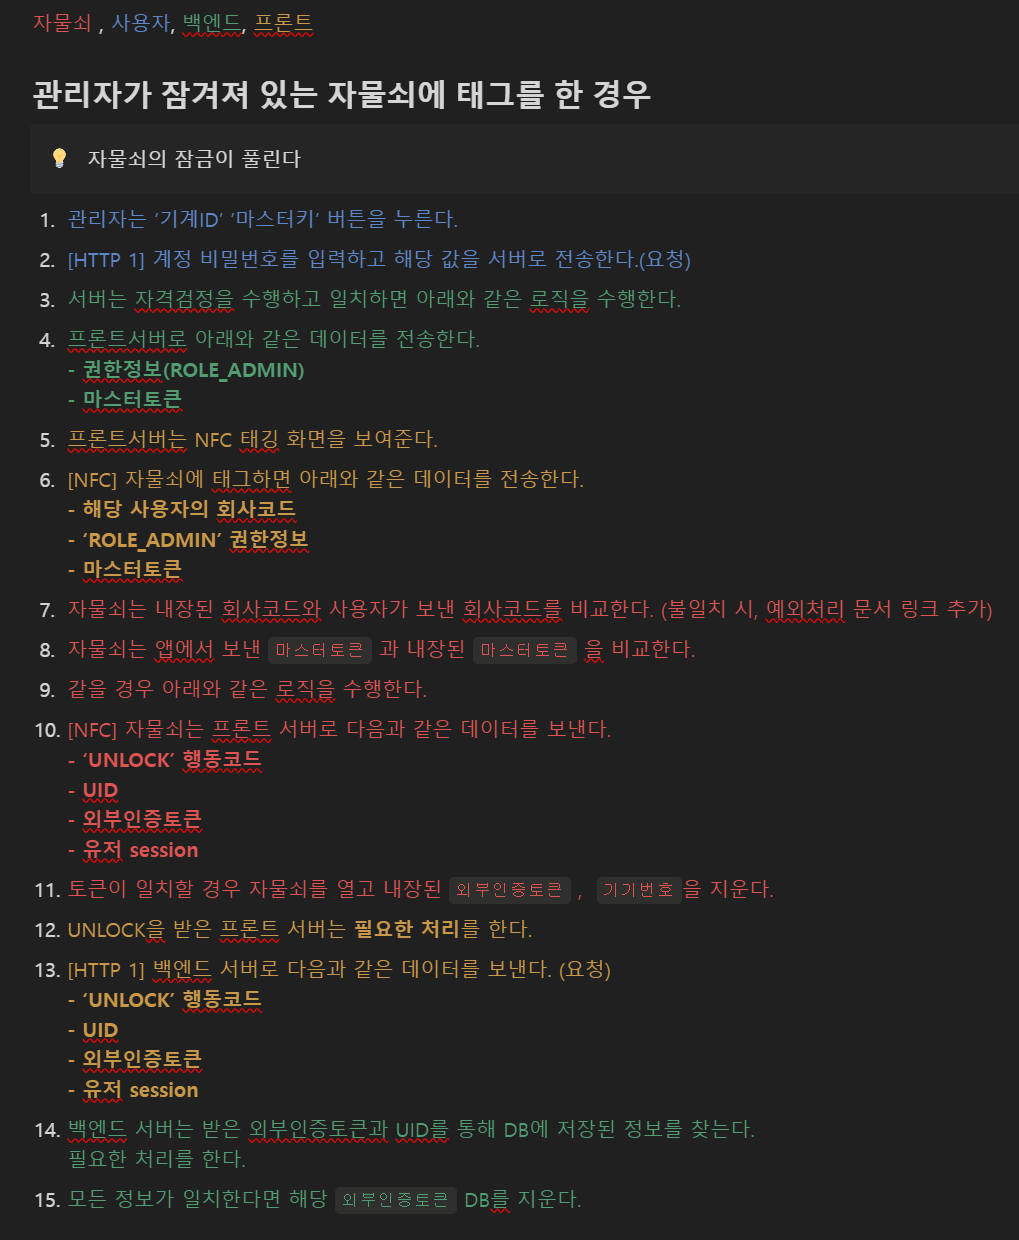 자물쇠 , 사용자, 백엔드, 프론트
관리자가 잠겨져 있는 자물쇠에 태그를 한 경우
자물쇠의 잠금이 풀린다
1. 관리자는 ‘기계ID’ ’마스터키’ 버튼을 누른다.
2. [HTTP 1] 계정 비밀번호를 입력하고 해당 값을 서버로 전송한다.(요청)
3. 서버는 자격검정을 수행하고 일치하면 아래와 같은 로직을 수행한다.
4. 프론트서버로 아래와 같은 데이터를 전송한다.
- 권한정보(ROLE_ADMIN)
- 마스터토큰
5. 프론트서버는 NFC 태깅 화면을 보여준다.
6. [NFC] 자물쇠에 태그하면 아래와 같은 데이터를 전송한다.
- 해당 사용자의 회사코드
- ‘ROLE_ADMIN’ 권한정보
- 마스터토큰
7. 자물쇠는 내장된 회사코드와 사용자가 보낸 회사코드를 비교한다. (불일치 시, 예외처리 문서 링크 추가)
8. 자물쇠는 앱에서 보낸 마스터토큰 과 내장된 마스터토큰 을 비교한다.
9. 같을 경우 아래와 같은 로직을 수행한다.
10. [NFC] 자물쇠는 프론트 서버로 다음과 같은 데이터를 보낸다.
- ‘UNLOCK’ 행동코드
- UID
- 외부인증토큰
- 유저 session
11. 토큰이 일치할 경우 자물쇠를 열고 내장된 외부인증토큰 , 기기번호 을 지운다.
12. UNLOCK을 받은 프론트 서버는 필요한 처리를 한다.
13. [HTTP 1] 백엔드 서버로 다음과 같은 데이터를 보낸다. (요청)
- ‘UNLOCK’ 행동코드
- UID
- 외부인증토큰
- 유저 session
14. 백엔드 서버는 받은 외부인증토큰과 UID를 통해 DB에 저장된 정보를 찾는다.
필요한 처리를 한다.
15. 모든 정보가 일치한다면 해당 외부인증토큰 DB를 지운다.